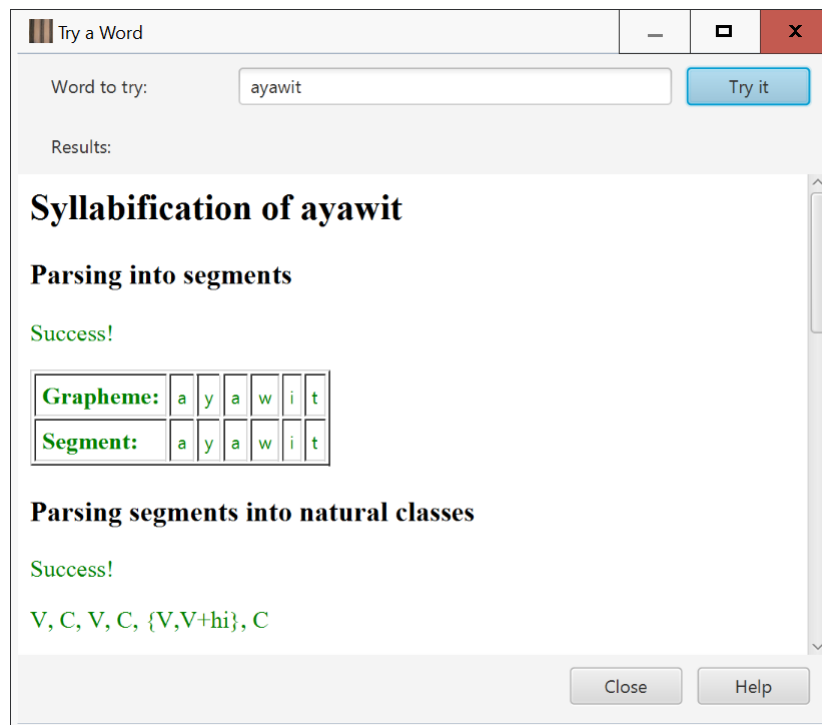 Try a Word
Word to try: ayawit Try it
Results:
Syllabification of ayawit
Parsing into segments
Success!
Grapheme: a y a w i t
Segment: a y a w i t
Parsing segments into natural classes
Success!
V, C, V, C, {V,V+hi}, C
Close Help